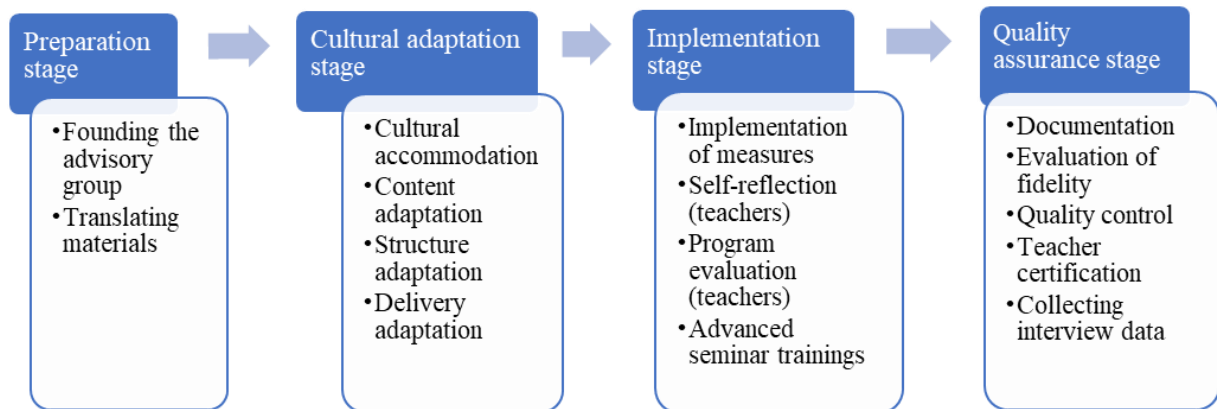 Preparation
stage
•Founding the
advisory
group
•Translating
materials
Cultural adaptation
stage
•Cultural
accommodation
•Content
adaptation
•Structure
adaptation
•Delivery
adaptation
Implementation
stage
•Implementation
of measures
•Self-reflection
(teachers)
•Program
evaluation
(teachers)
•Advanced
seminar trainings
Quality
assurance stage
•Documentation
•Evaluation of
fidelity
•Quality control
•Teacher
certification
•Collecting
interview data